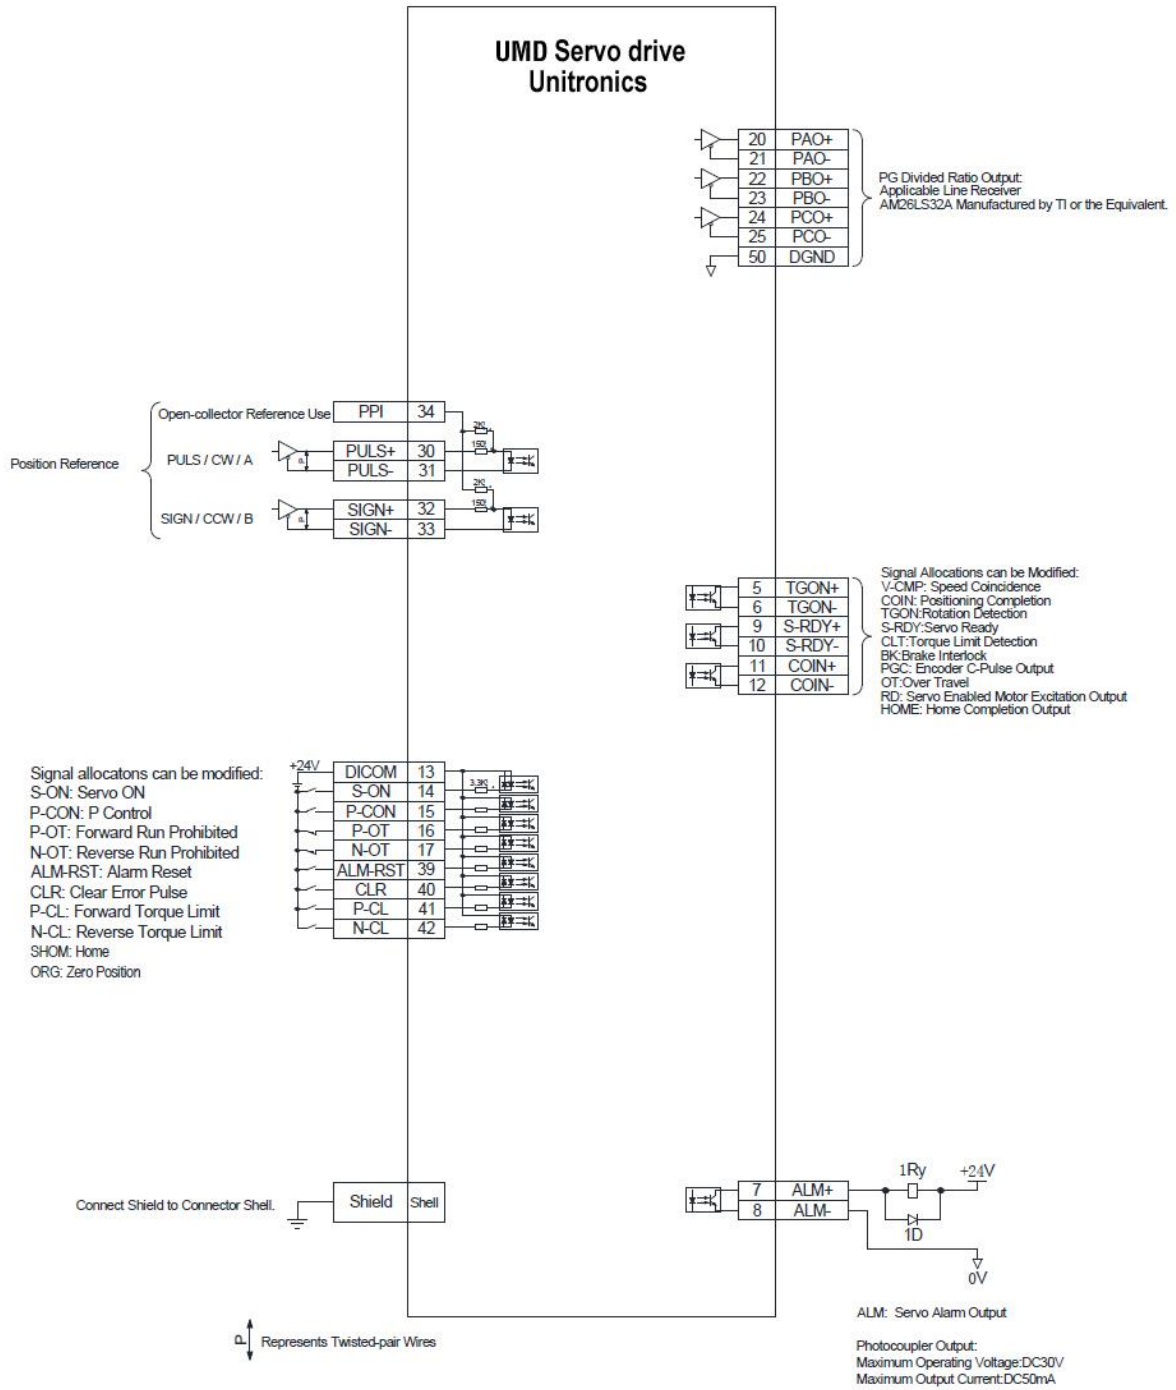 UMD Servo drive
Unitronics
20 PAO+
21 PAO-
22 PBO+
23 PBO-
24 PCO+
25 PCO-
50 DGND
PG Divided Ratio Output:
Applicable Line Receiver
AM26LS32A Manufactured by TI or the Equivalent.
Position Reference
Open-collector Reference Use
PPI 34
PULS / CW / A
P
PULS+ 30
PULS- 31
2K
150
SIGN / CCW / B
P
SIGN+ 32
SIGN- 33
2K
150
5 TGON+
6 TGON-
9 S-RDY+
10 S-RDY-
11 COIN+
12 COIN-
Signal Allocations can be Modified:
V-CMP: Speed Coincidence
COIN: Positioning Completion
TGON:Rotation Detection
S-RDY:Servo Ready
CLT:Torque Limit Detection
BK:Brake Interlock
PGC: Encoder C-Pulse Output
OT:Over Travel
RD: Servo Enabled Motor Excitation Output
HOME: Home Completion Output
Signal allocatons can be modified:
S-ON: Servo ON
P-CON: P Control
P-OT: Forward Run Prohibited
N-OT: Reverse Run Prohibited
ALM-RST: Alarm Reset
CLR: Clear Error Pulse
P-CL: Forward Torque Limit
N-CL: Reverse Torque Limit
SHOM: Home
ORG: Zero Position
+24V
DICOM 13
S-ON 14
P-CON 15
P-OT 16
N-OT 17
ALM-RST 39
CLR 40
P-CL 41
N-CL 42
3.3K
Connect Shield to Connector Shell.
Shield Shell
7 ALM+
8 ALM-
1Ry
+24V
1D
0V
ALM: Servo Alarm Output
Photocoupler Output:
Maximum Operating Voltage:DC30V
Maximum Output Current:DC50mA
P
Represents Twisted-pair Wires